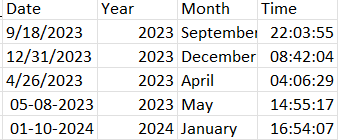 Date Year Month Time
9/18/2023 2023 September 22:03:55
12/31/2023 2023 December 08:42:04
4/26/2023 2023 April 04:06:29
05-08-2023 2023 May 14:55:17
01-10-2024 2024 January 16:54:07